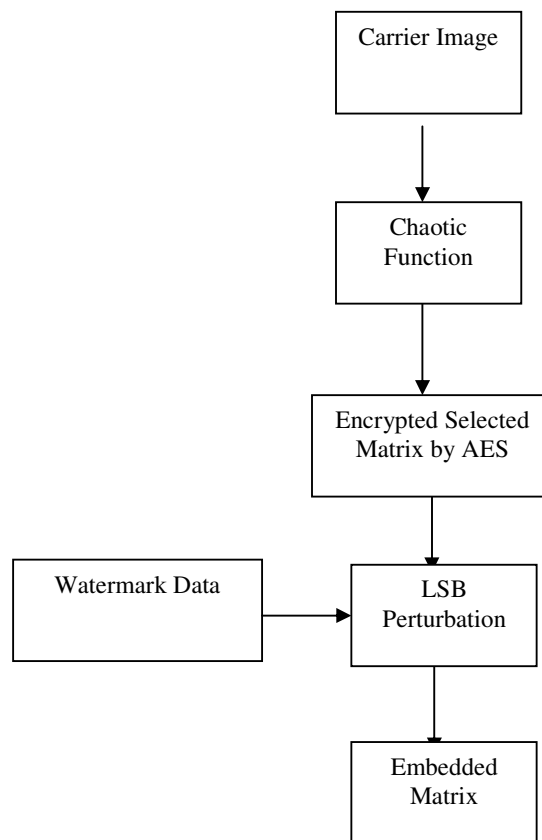 Carrier Image
Chaotic
Function
Encrypted Selected
Matrix by AES
Watermark Data
LSB
Perturbation
Embedded
Matrix